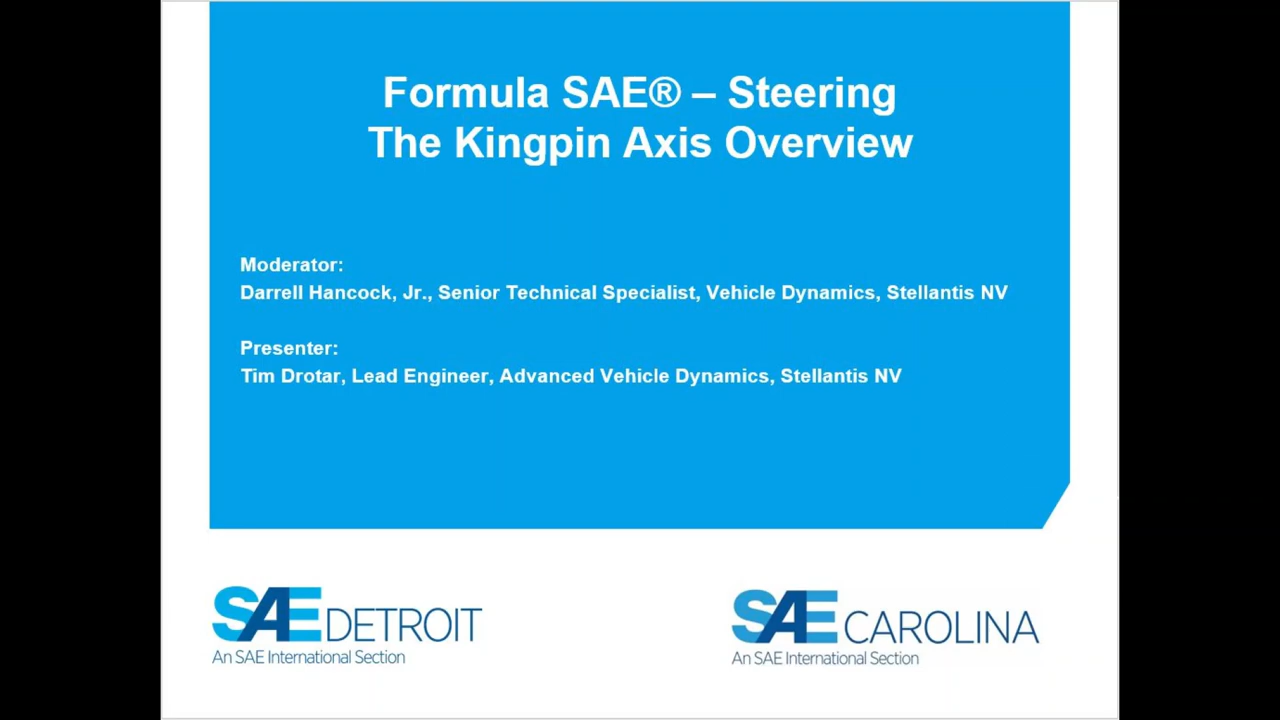 Formula SAE® – Steering
The Kingpin Axis Overview
Moderator:
Darrell Hancock, Jr., Senior Technical Specialist, Vehicle Dynamics, Stellantis NV
Presenter:
Tim Drotar, Lead Engineer, Advanced Vehicle Dynamics, Stellantis NV
SAE DETROIT
An SAE International Section
SAE CAROLINA
An SAE International Section